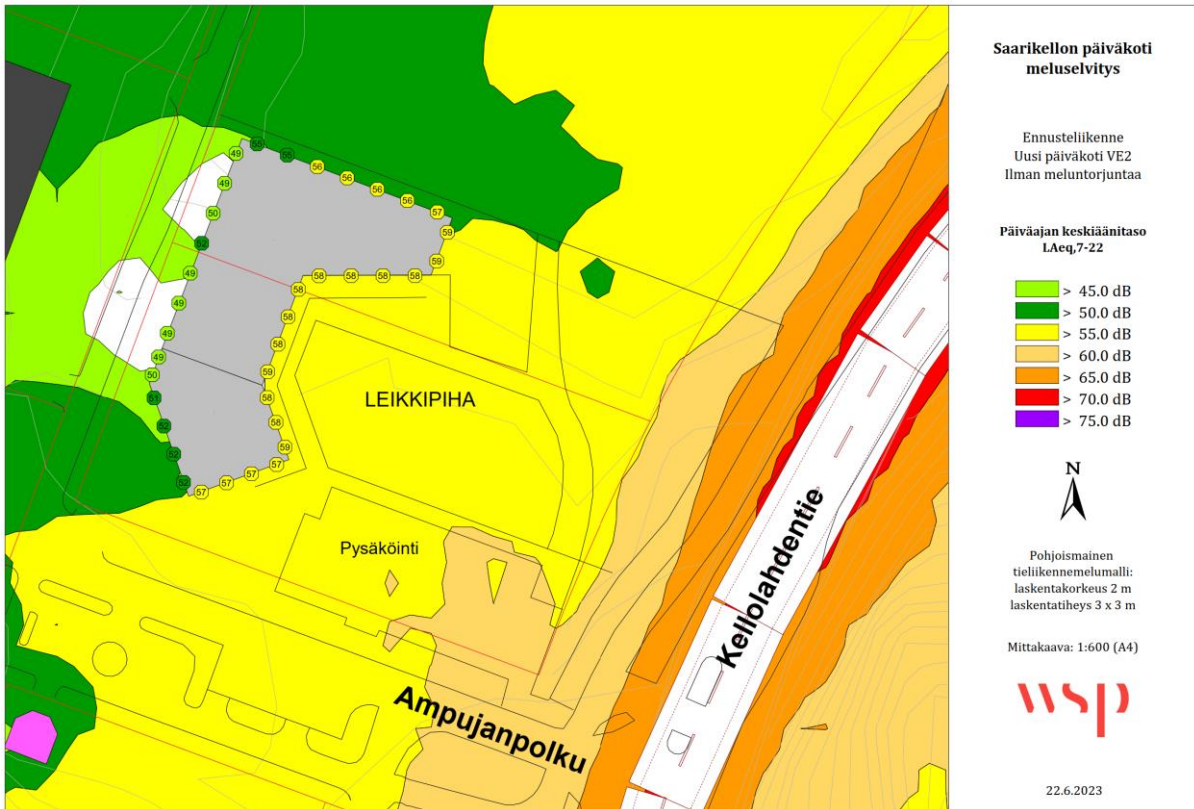 Saarikellon päiväkoti
meluselvitys
Ennusteliikenne
Uusi päiväkoti VE2
Ilman meluntorjuntaa
Päiväajan keskiäänitaso
LAeq,7-22
> 45.0 dB
> 50.0 dB
> 55.0 dB
> 60.0 dB
> 65.0 dB
> 70.0 dB
> 75.0 dB
N
Pohjoismainen
tieliikennemelumalli:
laskentakorkeus 2 m
laskentatiheys 3 x 3 m
Mittakaava: 1:600 (A4)
wsp
22.6.2023
49
55
55
56
56
56
56
57
59
59
58
58
58
58
58
58
58
59
58
58
59
57
57
57
57
52
52
52
51
50
49
49
49
49
52
50
49
LEIKKIPIHA
Pysäköinti
Ampujanpolku
Kellolahdentie